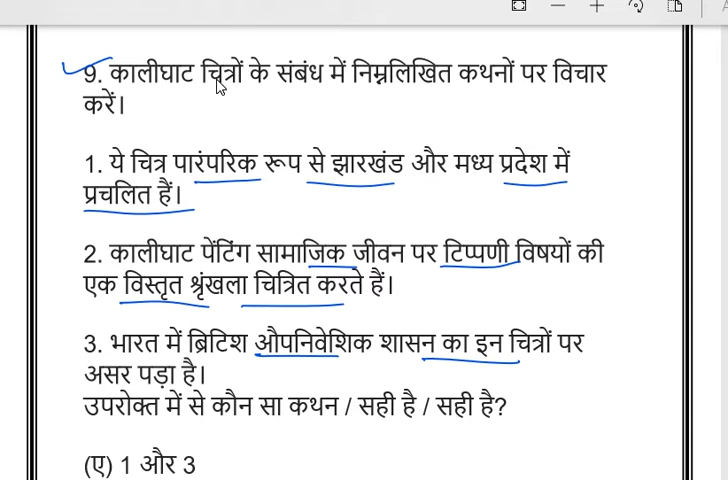 9. कालीघाट चित्रों के संबंध में निम्नलिखित कथनों पर विचार
करें।
1. ये चित्र पारंपरिक रूप से झारखंड और मध्य प्रदेश में
प्रचलित हैं।
2. कालीघाट पेंटिंग सामाजिक जीवन पर टिप्पणी विषयों की
एक विस्तृत श्रृंखला चित्रित करते हैं।
3. भारत में ब्रिटिश औपनिवेशिक शासन का इन चित्रों पर
असर पड़ा है।
उपरोक्त में से कौन सा कथन / सही है / सही है?
(ए) 1 और 3